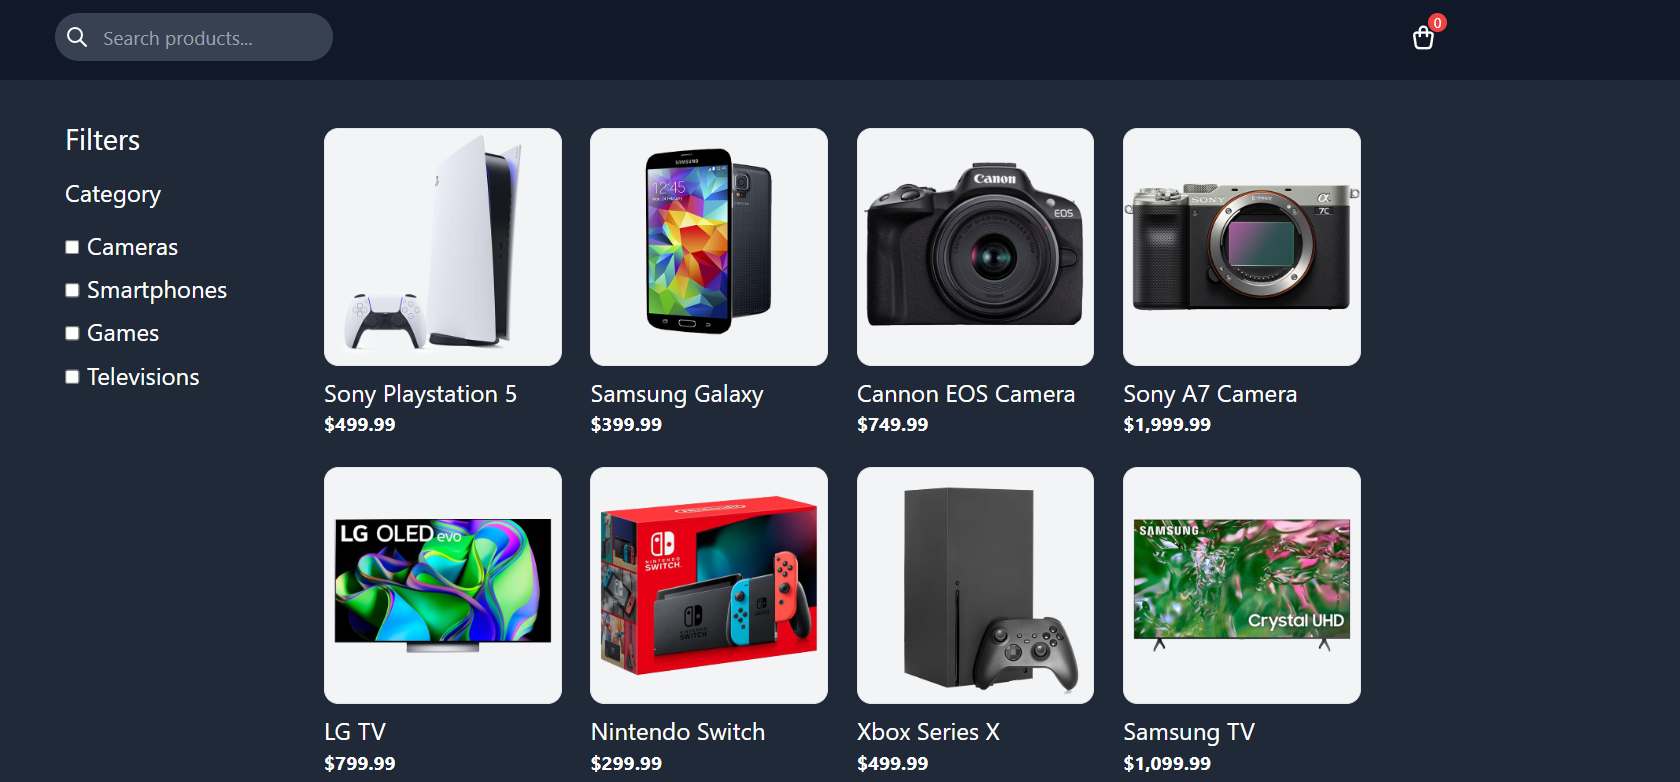 Search products...
0
Filters
Category
Cameras
Smartphones
Games
Televisions
SAMSUNG
12:45
Canon
EOS
SONY
α
7C
Sony Playstation 5
$499.99
Samsung Galaxy
$399.99
Cannon EOS Camera
$749.99
Sony A7 Camera
$1,999.99
LG OLED evo
Nintendo
NINTENDO
SWITCH
NINTENDO
SWITCH
SAMSUNG
Crystal UHD
LG TV
$799.99
Nintendo Switch
$299.99
Xbox Series X
$499.99
Samsung TV
$1,099.99